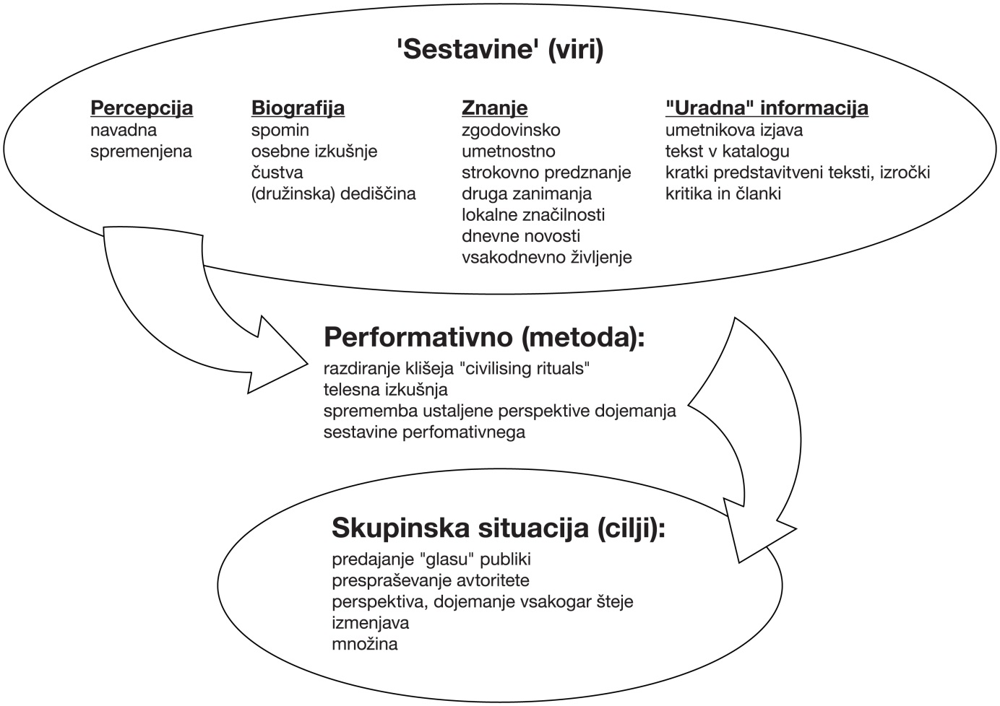 'Sestavine' (viri)
Percepcija
navadna
spremenjena
Biografija
spomin
osebne izkušnje
čustva
(družinska) dediščina
Znanje
zgodovinsko
umetnostno
strokovno predznanje
druga zanimanja
lokalne značilnosti
dnevne novosti
vsakodnevno življenje
"Uradna" informacija
umetnikova izjava
tekst v katalogu
kratki predstavitveni teksti, izročki
kritika in članki
Performativno (metoda):
razdiranje klišeja "civilising rituals"
telesna izkušnja
sprememba ustaljene perspektive dojemanja
sestavine perfomativnega
Skupinska situacija (cilji):
predajanje "glasu" publiki
prespraševanje avtoritete
perspektiva, dojemanje vsakogar šteje
izmenjava
množina